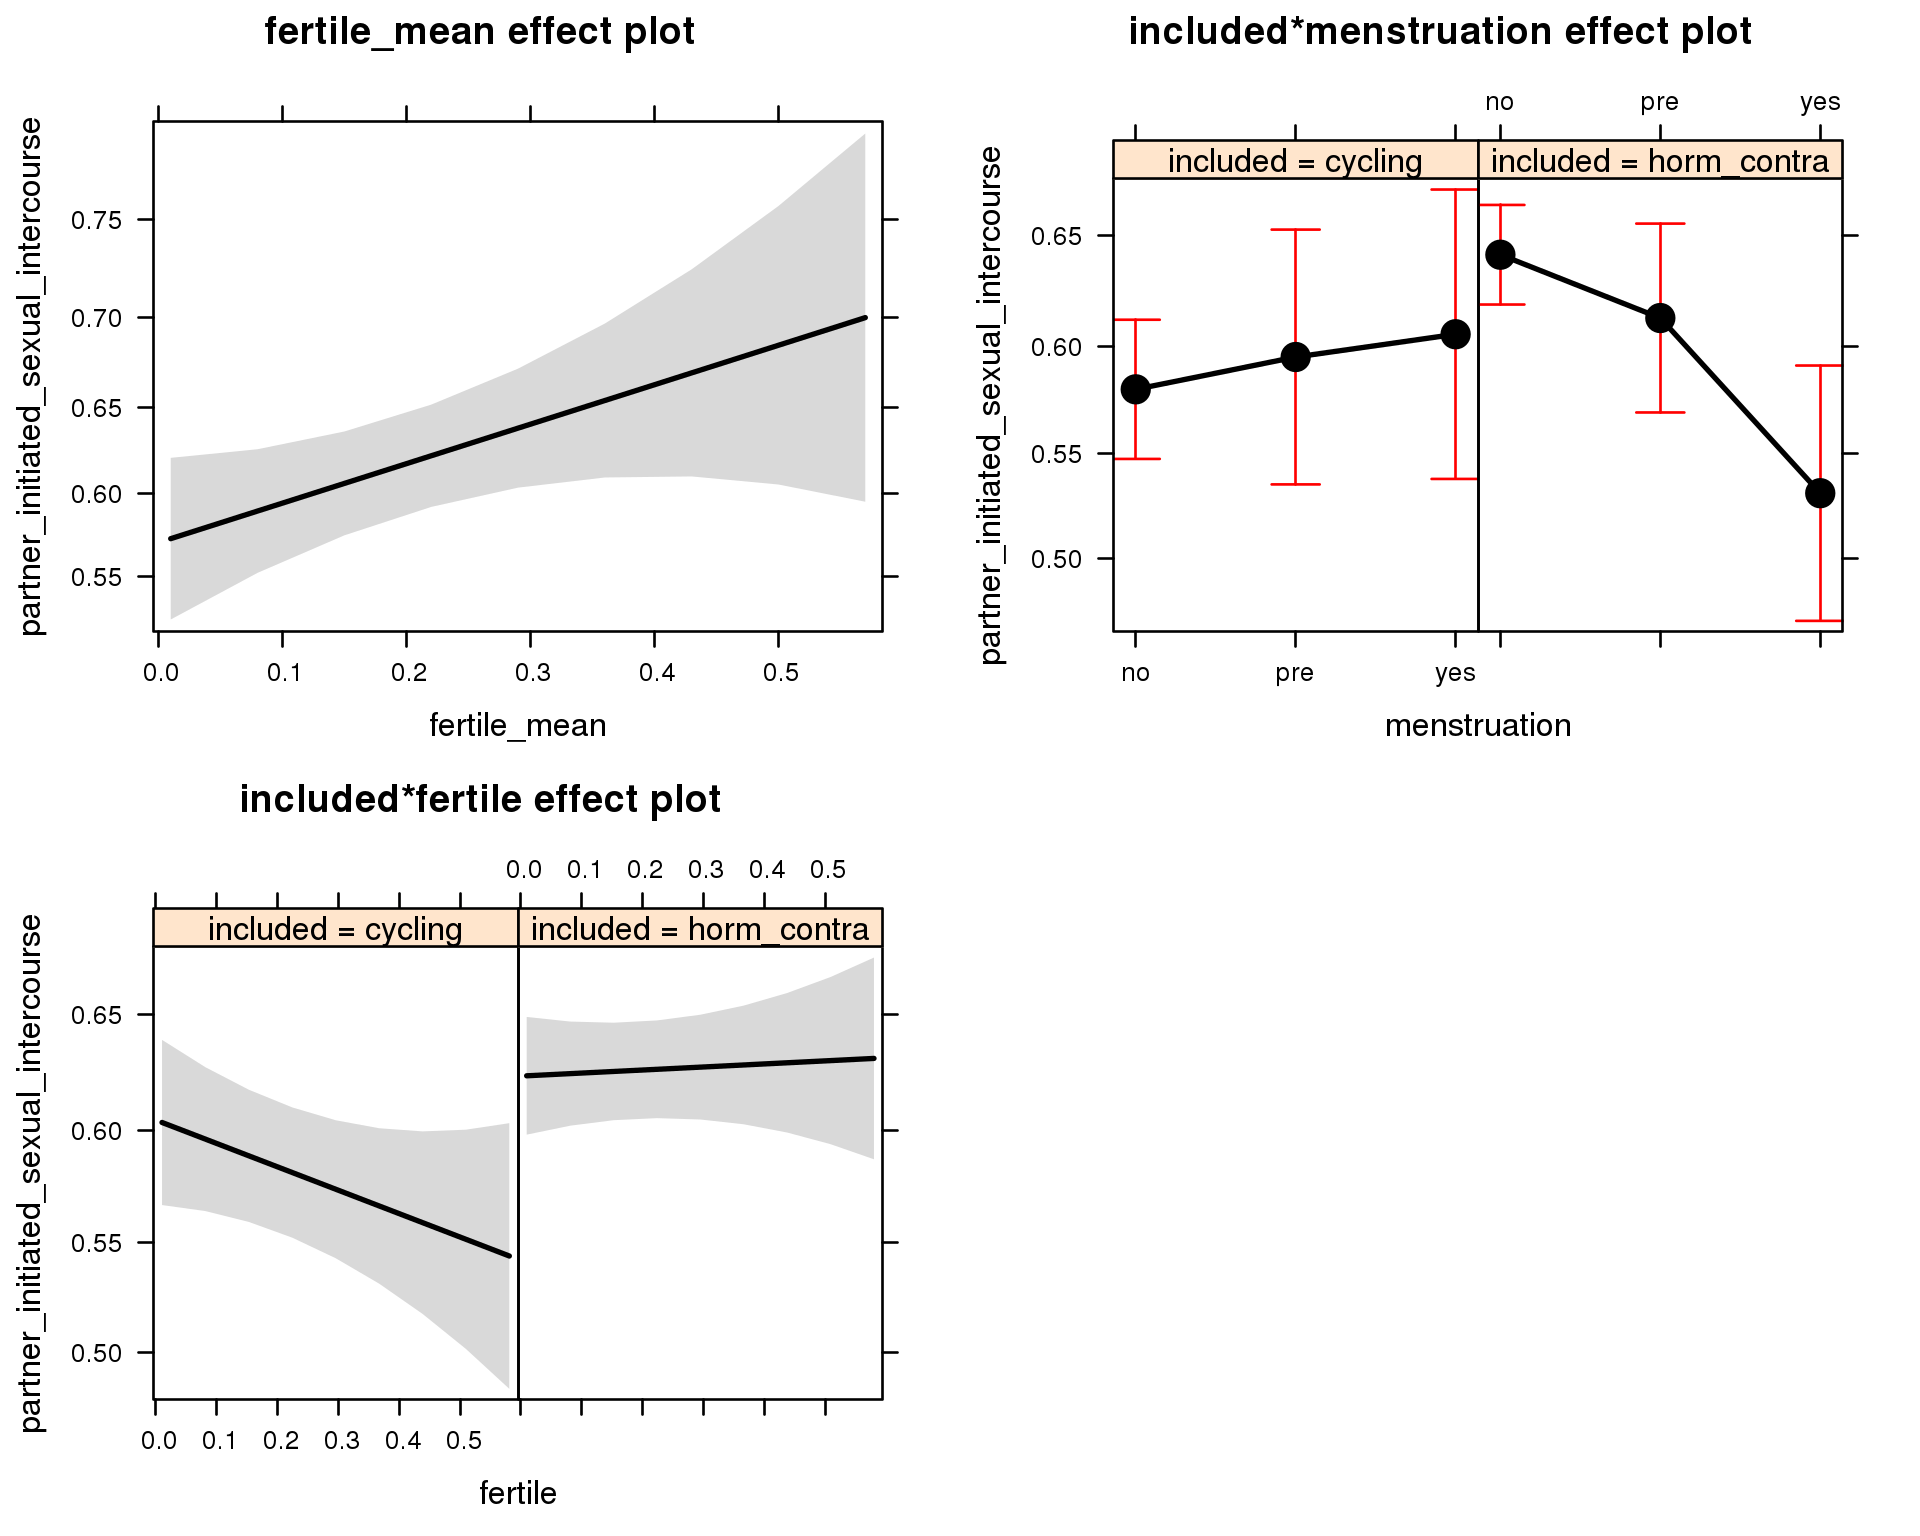 fertile_mean effect plot
partner_initiated_sexual_intercourse
0.75
0.70
0.65
0.60
0.55
0.0 0.1 0.2 0.3 0.4 0.5
fertile_mean
included*menstruation effect plot
no pre yes
included = cycling included = horm_contra
partner_initiated_sexual_intercourse
0.65
0.60
0.55
0.50
no pre yes
menstruation
included*fertile effect plot
0.0 0.1 0.2 0.3 0.4 0.5
included = cycling included = horm_contra
partner_initiated_sexual_intercourse
0.65
0.60
0.55
0.50
0.0 0.1 0.2 0.3 0.4 0.5
fertile